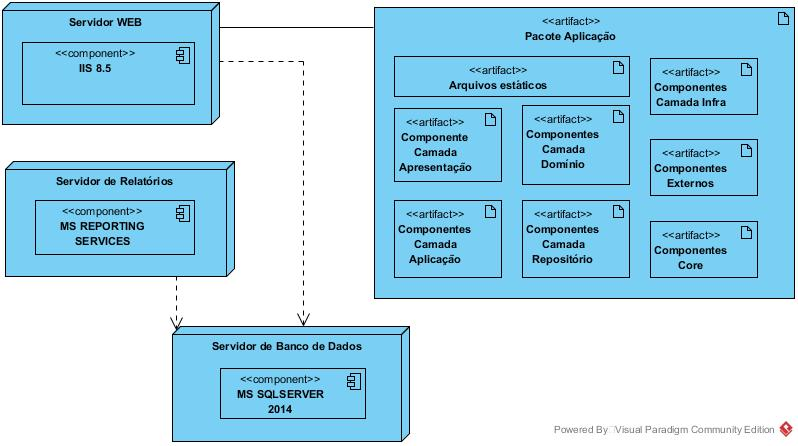 Servidor WEB
<<component>>
IIS 8.5
<<artifact>>
Pacote Aplicação
<<artifact>>
Arquivos estáticos
<<artifact>>
Componentes
Camada Infra
<<artifact>>
Componente
Camada
Apresentação
<<artifact>>
Componentes
Camada
Domínio
<<artifact>>
Componentes
Externos
<<artifact>>
Componentes
Camada
Aplicação
<<artifact>>
Componentes
Camada
Repositório
<<artifact>>
Componentes
Core
Servidor de Relatórios
<<component>>
MS REPORTING
SERVICES
Servidor de Banco de Dados
<<component>>
MS SQLSERVER
2014
Powered By Visual Paradigm Community Edition